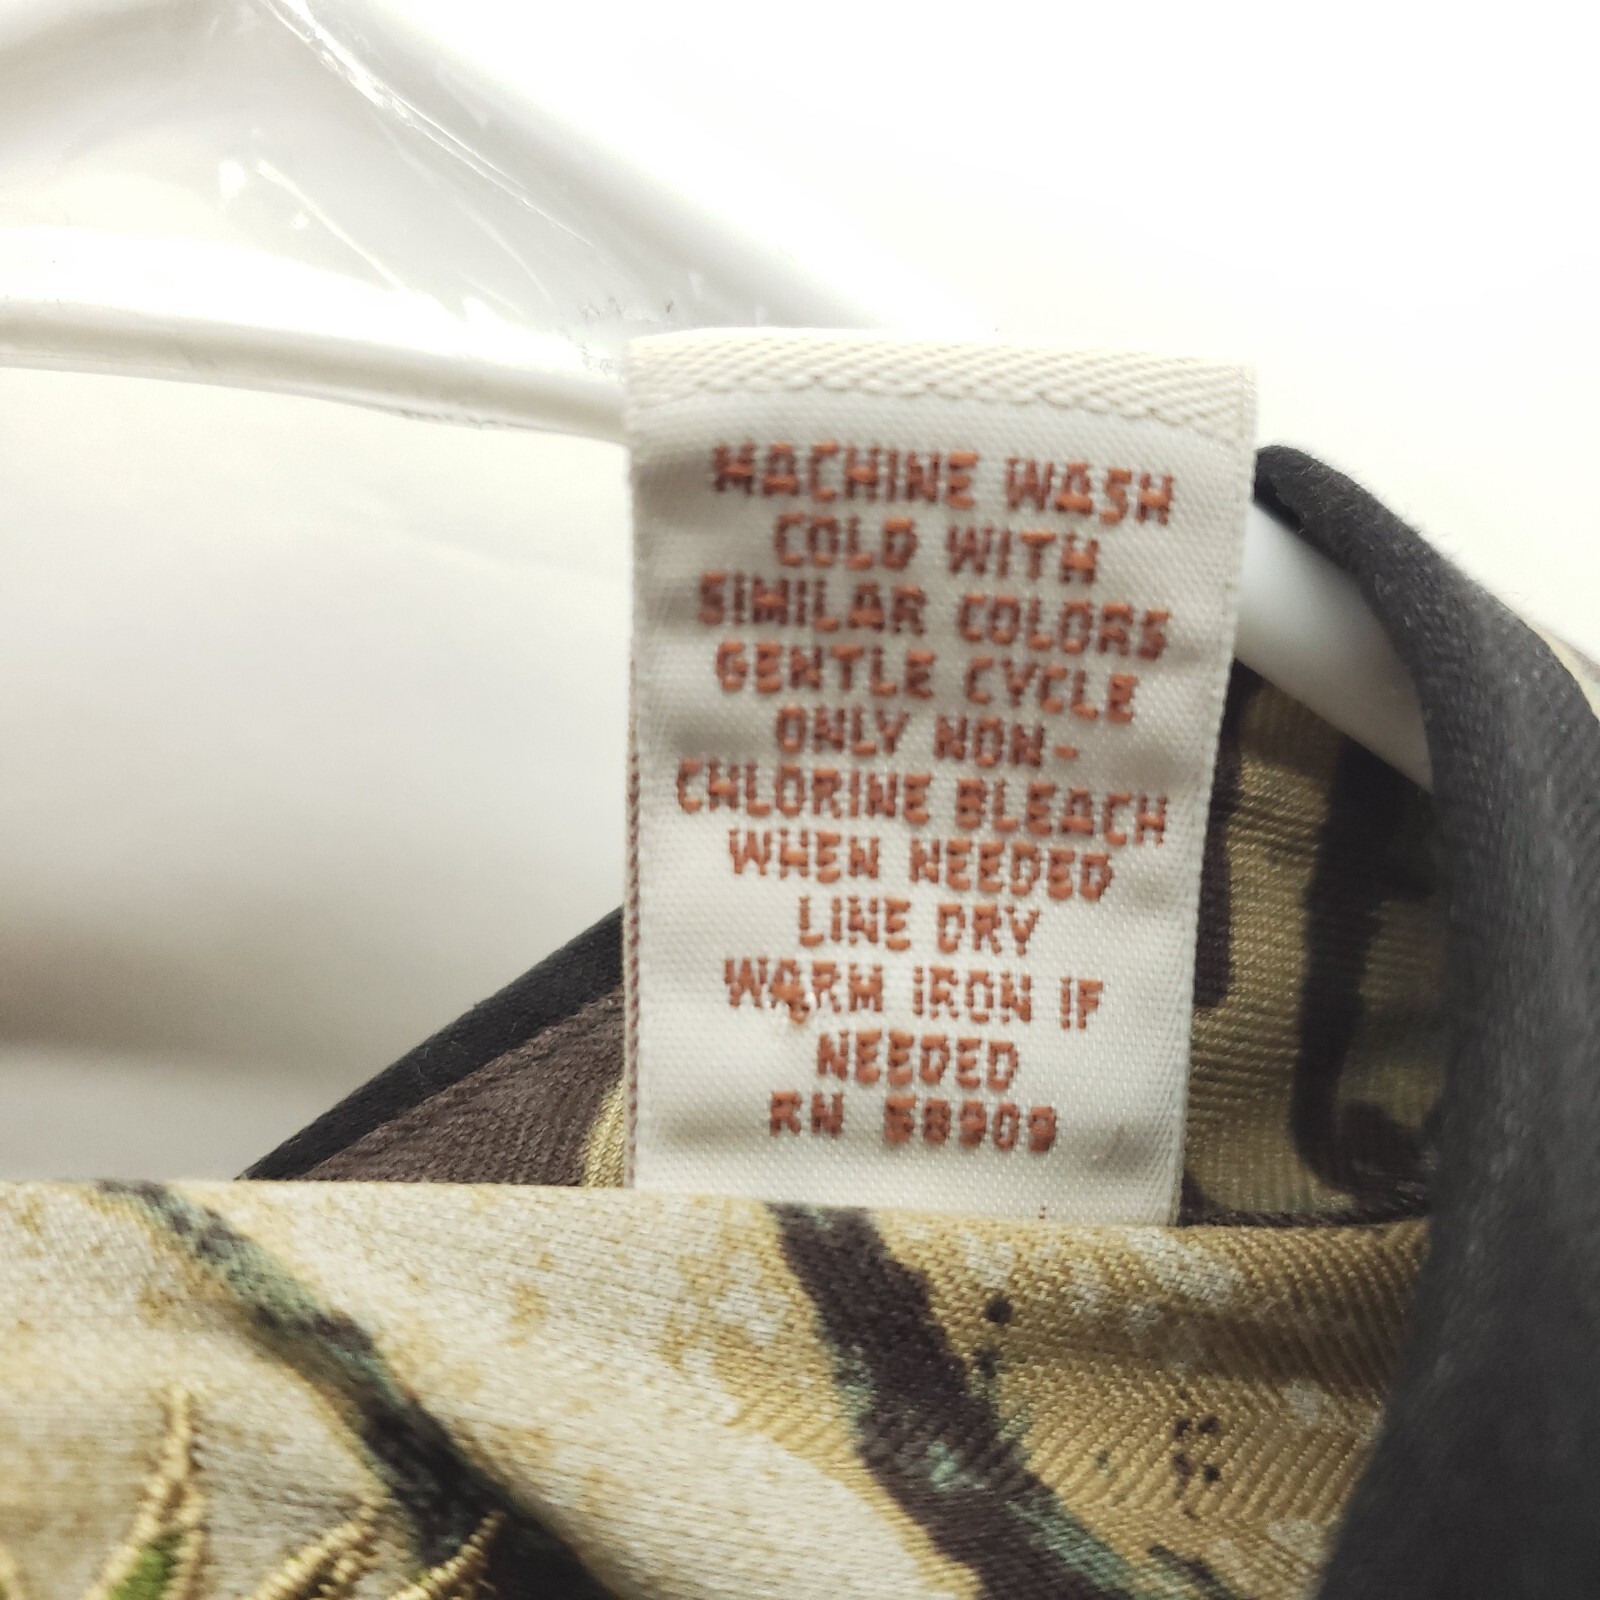 MACHINE WASH
COLD WITH
SIMILAR COLORS
GENTLE CYCLE
ONLY NON-
CHLORINE BLEACH
WHEN NEEDED
LINE DRY
WARM IRON IF
NEEDED
RN 58909